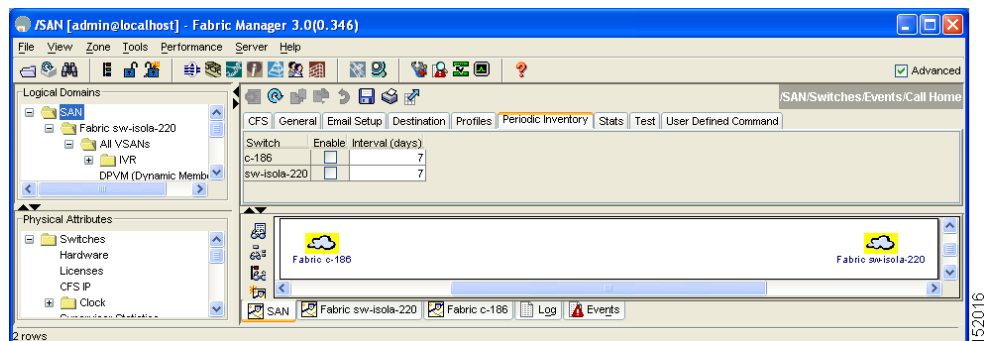 /SAN [admin@localhost] - Fabric Manager 3.0(0.346)
File View Zone Tools Performance Server Help
Advanced
Logical Domains
SAN
Fabric sw-isola-220
All VSANs
IVR
DPVM (Dynamic Memb
/SAN/Switches/Events/Call Home
CFS General Email Setup Destination Profiles Periodic Inventory Stats Test User Defined Command
Switch Enable Interval (days)
c-186 7
sw-isola-220 7
Physical Attributes
Switches
Hardware
Licenses
CFS IP
Clock
Fabric c-186
Fabric sw-isola-220
SAN Fabric sw-isola-220 Fabric c-186 Log Events
2 rows
152016